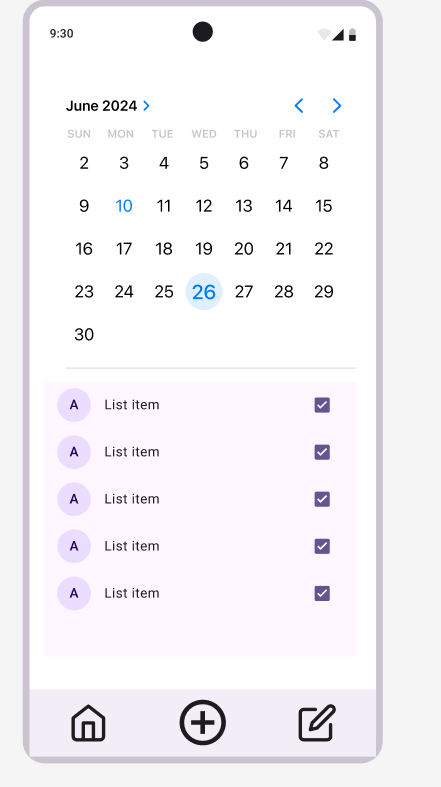 9:30
June 2024
SUN MON TUE WED THU FRI SAT
2 3 4 5 6 7 8
9 10 11 12 13 14 15
16 17 18 19 20 21 22
23 24 25 26 27 28 29
30
A List item
A List item
A List item
A List item
A List item